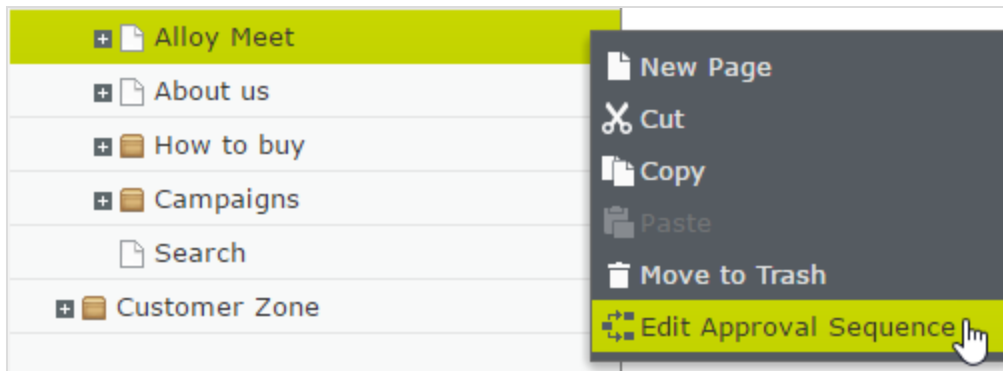 Alloy Meet
About us
How to buy
Campaigns
Search
Customer Zone
New Page
Cut
Copy
Paste
Move to Trash
Edit Approval Sequence